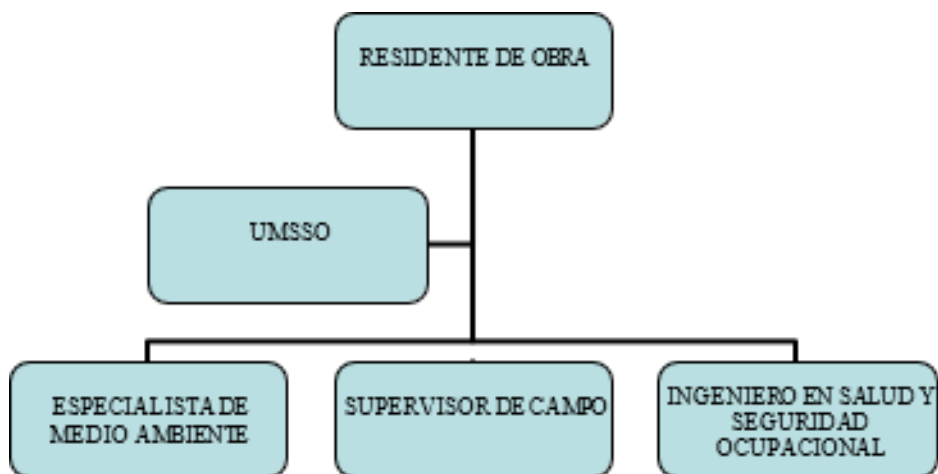 RESIDENTE DE OBRA
UMSSO
ESPECIALISTA DE
MEDIO AMBIENTE
SUPERVISOR DE CAMPO
INGENIERO EN SALUD Y
SEGURIDAD
OCUPACIONAL